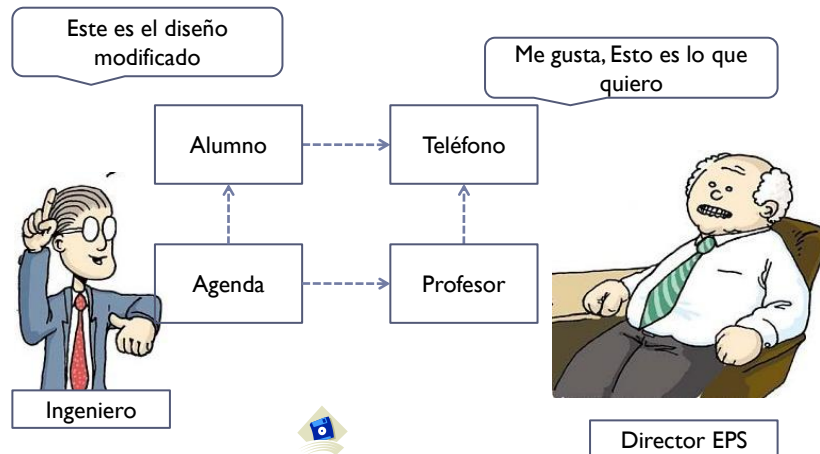 Este es el diseño
modificado
Me gusta, Esto es lo que
quiero
Alumno
Teléfono
Agenda
Profesor
Ingeniero
Director EPS